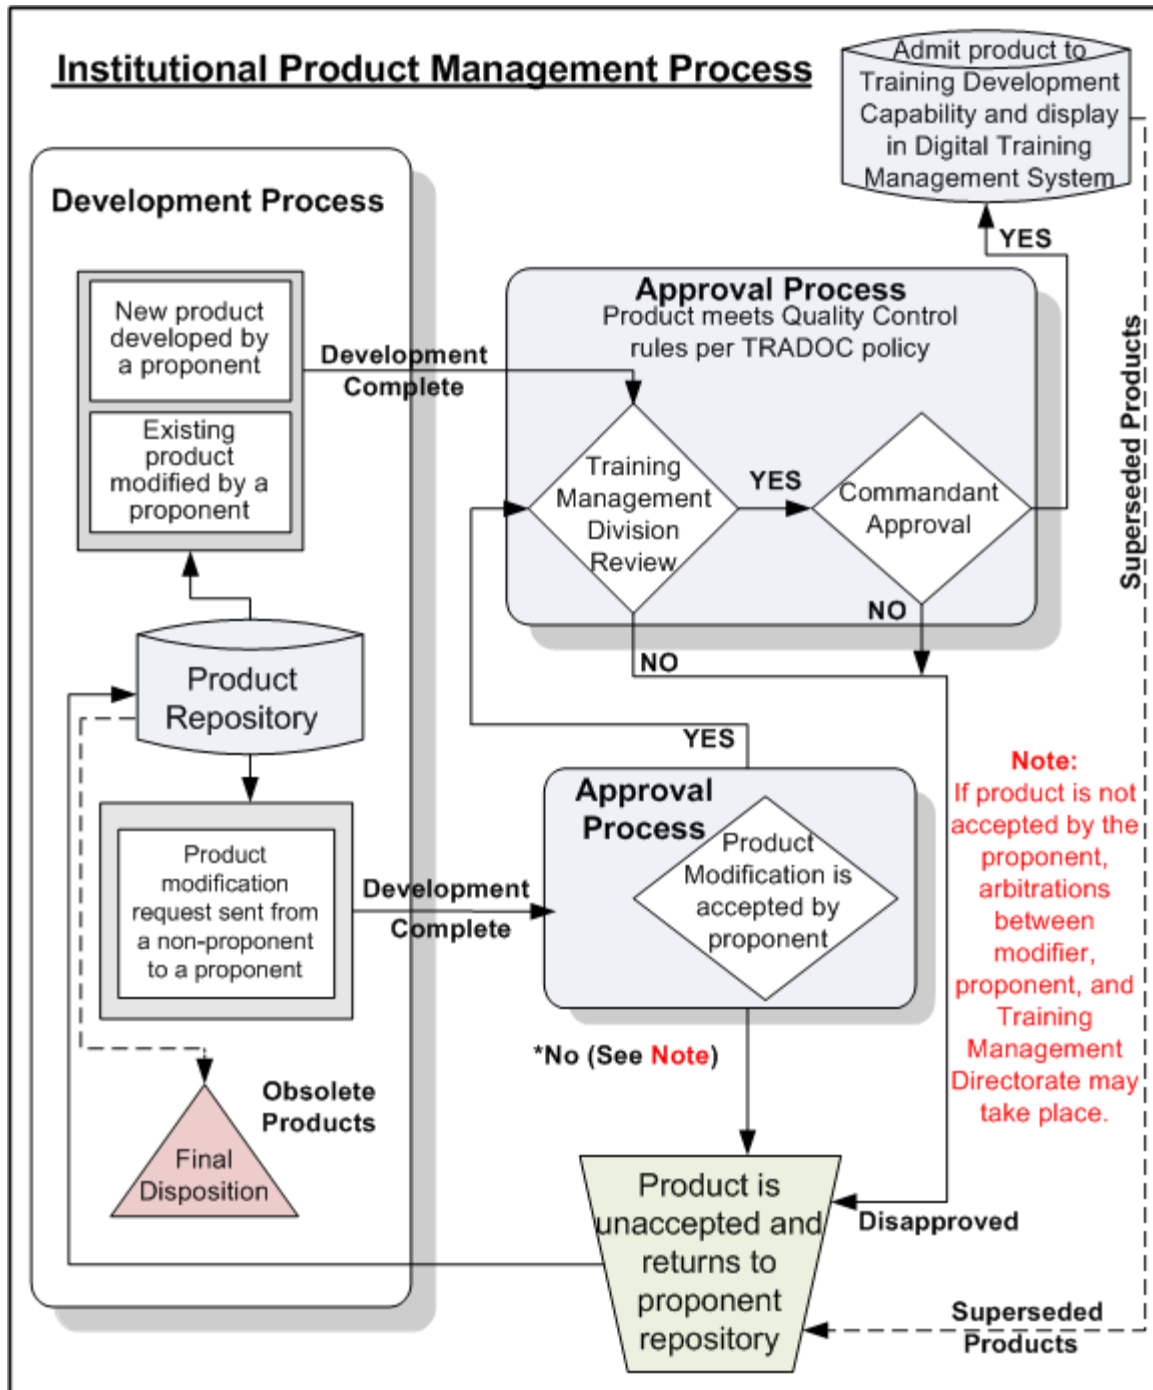 Institutional Product Management Process
Admit product to
Training Development
Capability and display
in Digital Training
Management System
YES
Superseded Products
Development Process
New product
developed by
a proponent
Existing
product
modified by a
proponent
Development
Complete
Approval Process
Product meets Quality Control
rules per TRADOC policy
Training
Management
Division
Review
YES
Commandant
Approval
NO
NO
Product
Repository
YES
Product
modification
request sent from
a non-proponent
to a proponent
Development
Complete
Approval
Process
Product
Modification is
accepted by
proponent
Note:
If product is not
accepted by the
proponent,
arbitrations
between
modifier,
proponent, and
Training
Management
Directorate may
take place.
*No (See Note)
Obsolete
Products
Final
Disposition
Product is
unaccepted and
returns to
proponent
repository
Disapproved
Superseded
Products